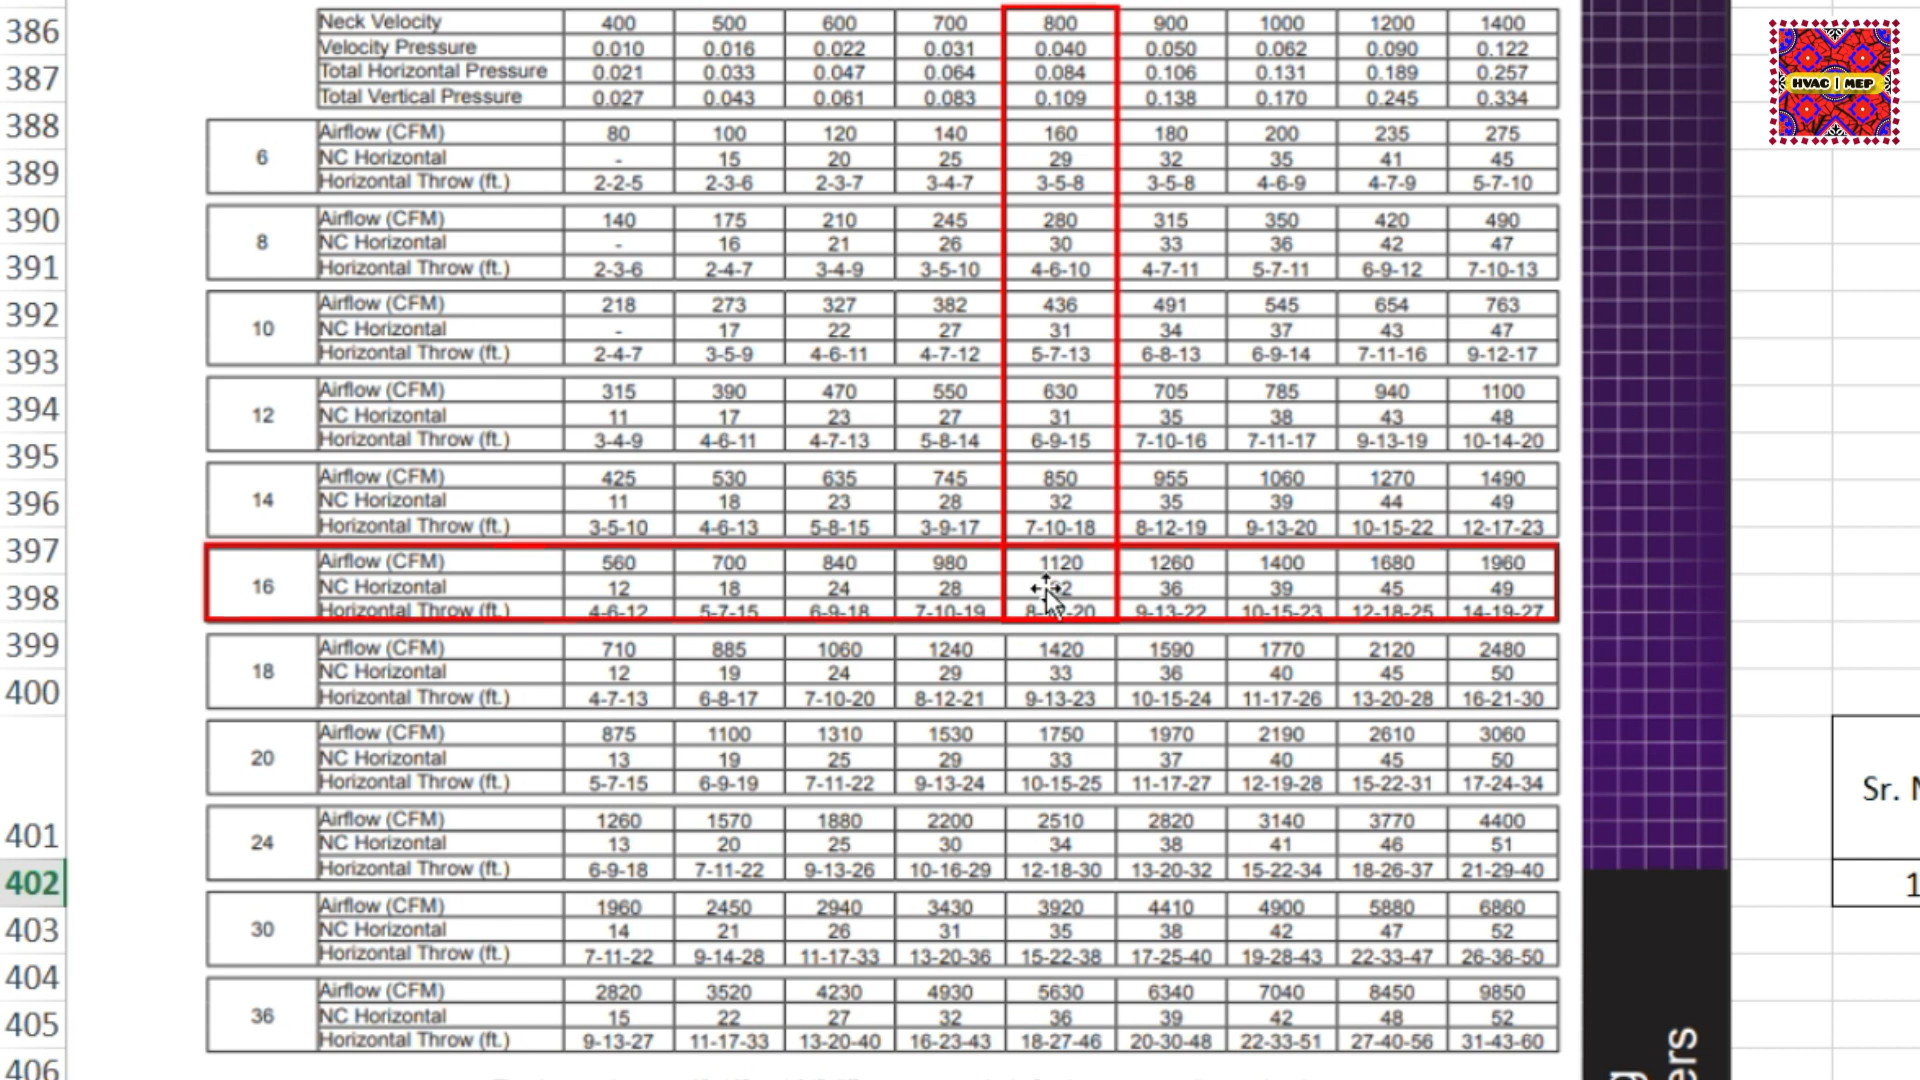 386
387
388
389
390
391
392
393
394
395
396
397
398
399
400
401
402
403
404
405
406
Neck Velocity 400 500 600 700 800 900 1000 1200 1400
Velocity Pressure 0.010 0.016 0.022 0.031 0.040 0.050 0.062 0.090 0.122
Total Horizontal Pressure 0.021 0.033 0.047 0.064 0.084 0.106 0.131 0.189 0.257
Total Vertical Pressure 0.027 0.043 0.061 0.083 0.109 0.138 0.170 0.245 0.334
6
Airflow (CFM) 80 100 120 140 160 180 200 235 275
NC Horizontal - 15 20 25 29 32 35 41 45
Horizontal Throw (ft.) 2-2-5 2-3-6 2-3-7 3-4-7 3-5-8 3-5-8 4-6-9 4-7-9 5-7-10
8
Airflow (CFM) 140 175 210 245 280 315 350 420 490
NC Horizontal - 16 21 26 30 33 36 42 47
Horizontal Throw (ft.) 2-3-6 2-4-7 3-4-9 3-5-10 4-6-10 4-7-11 5-7-11 6-9-12 7-10-13
10
Airflow (CFM) 218 273 327 382 436 491 545 654 763
NC Horizontal - 17 22 27 31 34 37 43 47
Horizontal Throw (ft.) 2-4-7 3-5-9 4-6-11 4-7-12 5-7-13 6-8-13 6-9-14 7-11-16 9-12-17
12
Airflow (CFM) 315 390 470 550 630 705 785 940 1100
NC Horizontal 11 17 23 27 31 35 38 43 48
Horizontal Throw (ft.) 3-4-9 4-6-11 4-7-13 5-8-14 6-9-15 7-10-16 7-11-17 9-13-19 10-14-20
14
Airflow (CFM) 425 530 635 745 850 955 1060 1270 1490
NC Horizontal 11 18 23 28 32 35 39 44 49
Horizontal Throw (ft.) 3-5-10 4-6-13 5-8-15 3-9-17 7-10-18 8-12-19 9-13-20 10-15-22 12-17-23
16
Airflow (CFM) 560 700 840 980 1120 1260 1400 1680 1960
NC Horizontal 12 18 24 28 36 39 45 49
Horizontal Throw (ft.) 4-6-12 5-7-15 6-9-18 7-10-19 9-13-22 10-15-23 12-18-25 14-19-27
18
Airflow (CFM) 710 885 1060 1240 1420 1590 1770 2120 2480
NC Horizontal 12 19 24 29 33 36 40 45 50
Horizontal Throw (ft.) 4-7-13 6-8-17 7-10-20 8-12-21 9-13-23 10-15-24 11-17-26 13-20-28 16-21-30
20
Airflow (CFM) 875 1100 1310 1530 1750 1970 2190 2610 3060
NC Horizontal 13 19 25 29 33 37 40 45 50
Horizontal Throw (ft.) 5-7-15 6-9-19 7-11-22 9-13-24 10-15-25 11-17-27 12-19-28 15-22-31 17-24-34
24
Airflow (CFM) 1260 1570 1880 2200 2510 2820 3140 3770 4400
NC Horizontal 13 20 25 30 34 38 41 46 51
Horizontal Throw (ft.) 6-9-18 7-11-22 9-13-26 10-16-29 12-18-30 13-20-32 15-22-34 18-26-37 21-29-40
30
Airflow (CFM) 1960 2450 2940 3430 3920 4410 4900 5880 6860
NC Horizontal 14 21 26 31 35 38 42 47 52
Horizontal Throw (ft.) 7-11-22 9-14-28 11-17-33 13-20-36 15-22-38 17-25-40 19-28-43 22-33-47 26-36-50
36
Airflow (CFM) 2820 3520 4230 4930 5630 6340 7040 8450 9850
NC Horizontal 15 22 27 32 36 39 42 48 52
Horizontal Throw (ft.) 9-13-27 11-17-33 13-20-40 16-23-43 18-27-46 20-30-48 22-33-51 27-40-56 31-43-60
HVAC | MEP
Sr.
1